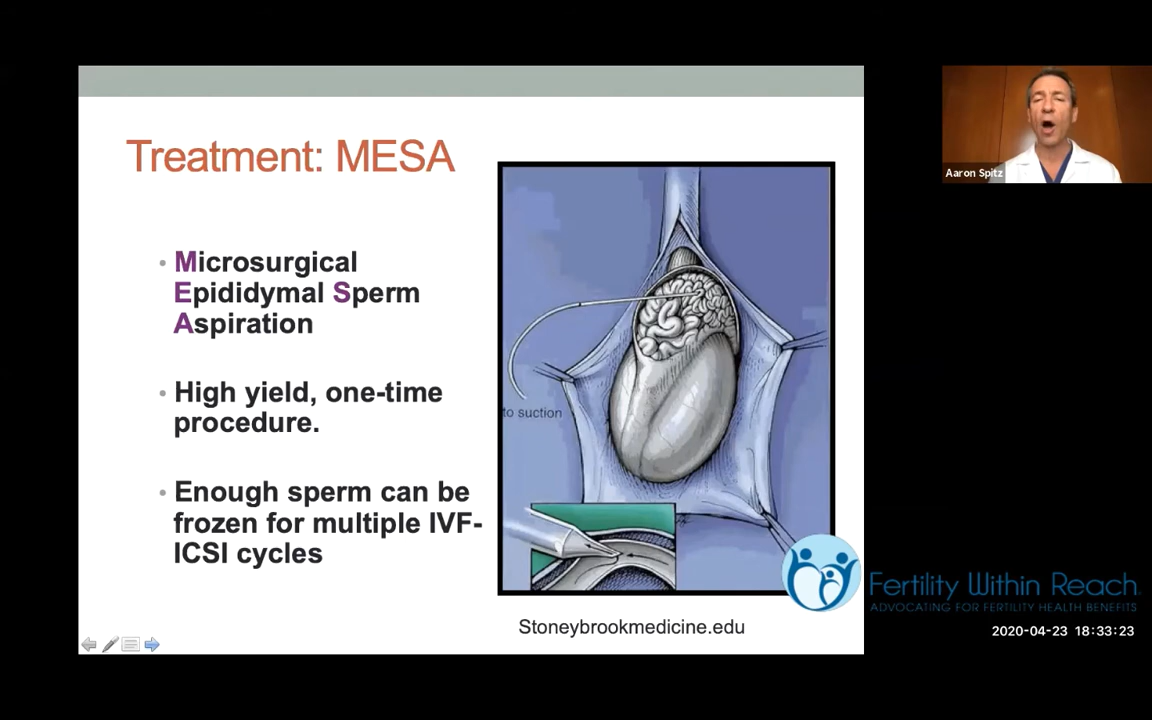 Treatment: MESA
• Microsurgical
Epididymal Sperm
Aspiration
• High yield, one-time
procedure.
• Enough sperm can be
frozen for multiple IVF-
ICSI cycles
to suction
Stoneybrookmedicine.edu
Aaron Spitz
Fertility Within Reach®
ADVOCATING FOR FERTILITY HEALTH BENEFITS
2020-04-23 18:33:23